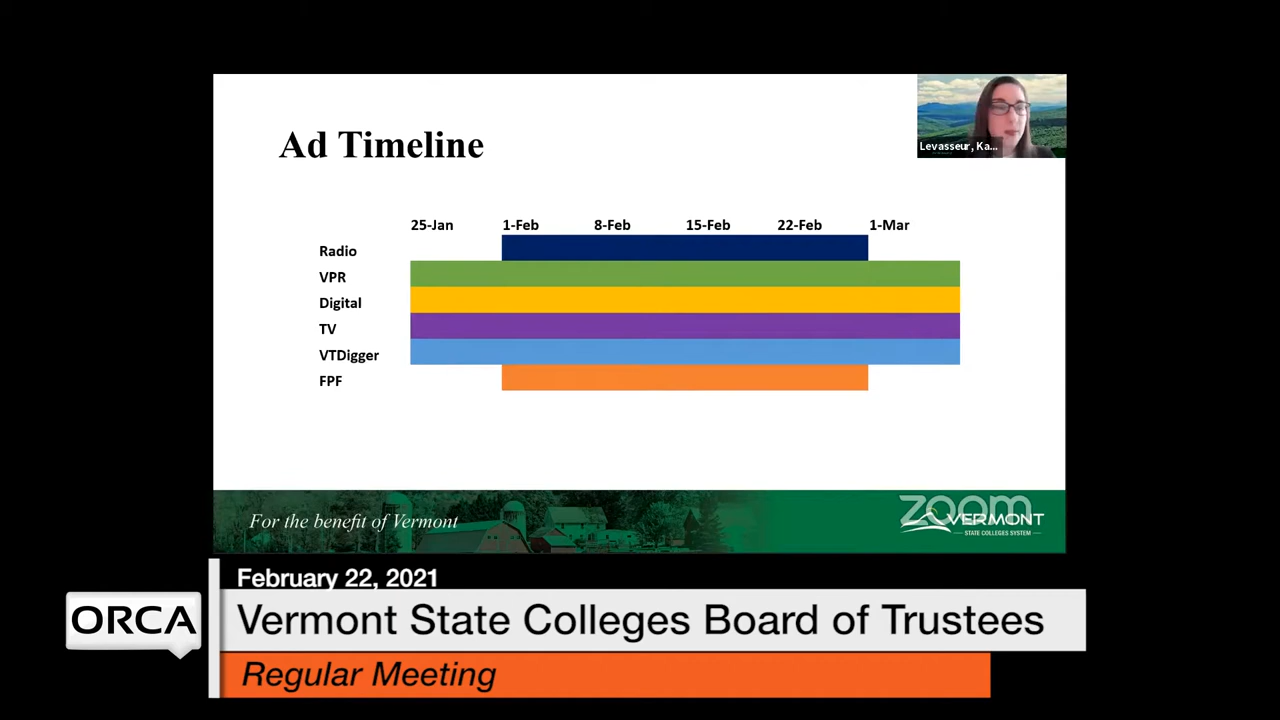 Ad Timeline
Levasseur, Ka...
25-Jan 1-Feb 8-Feb 15-Feb 22-Feb 1-Mar
Radio
VPR
Digital
TV
VTDigger
FPF
For the benefit of Vermont
zoom
VERMONT
STATE COLLEGES SYSTEM
February 22, 2021
ORCA
Vermont State Colleges Board of Trustees
Regular Meeting